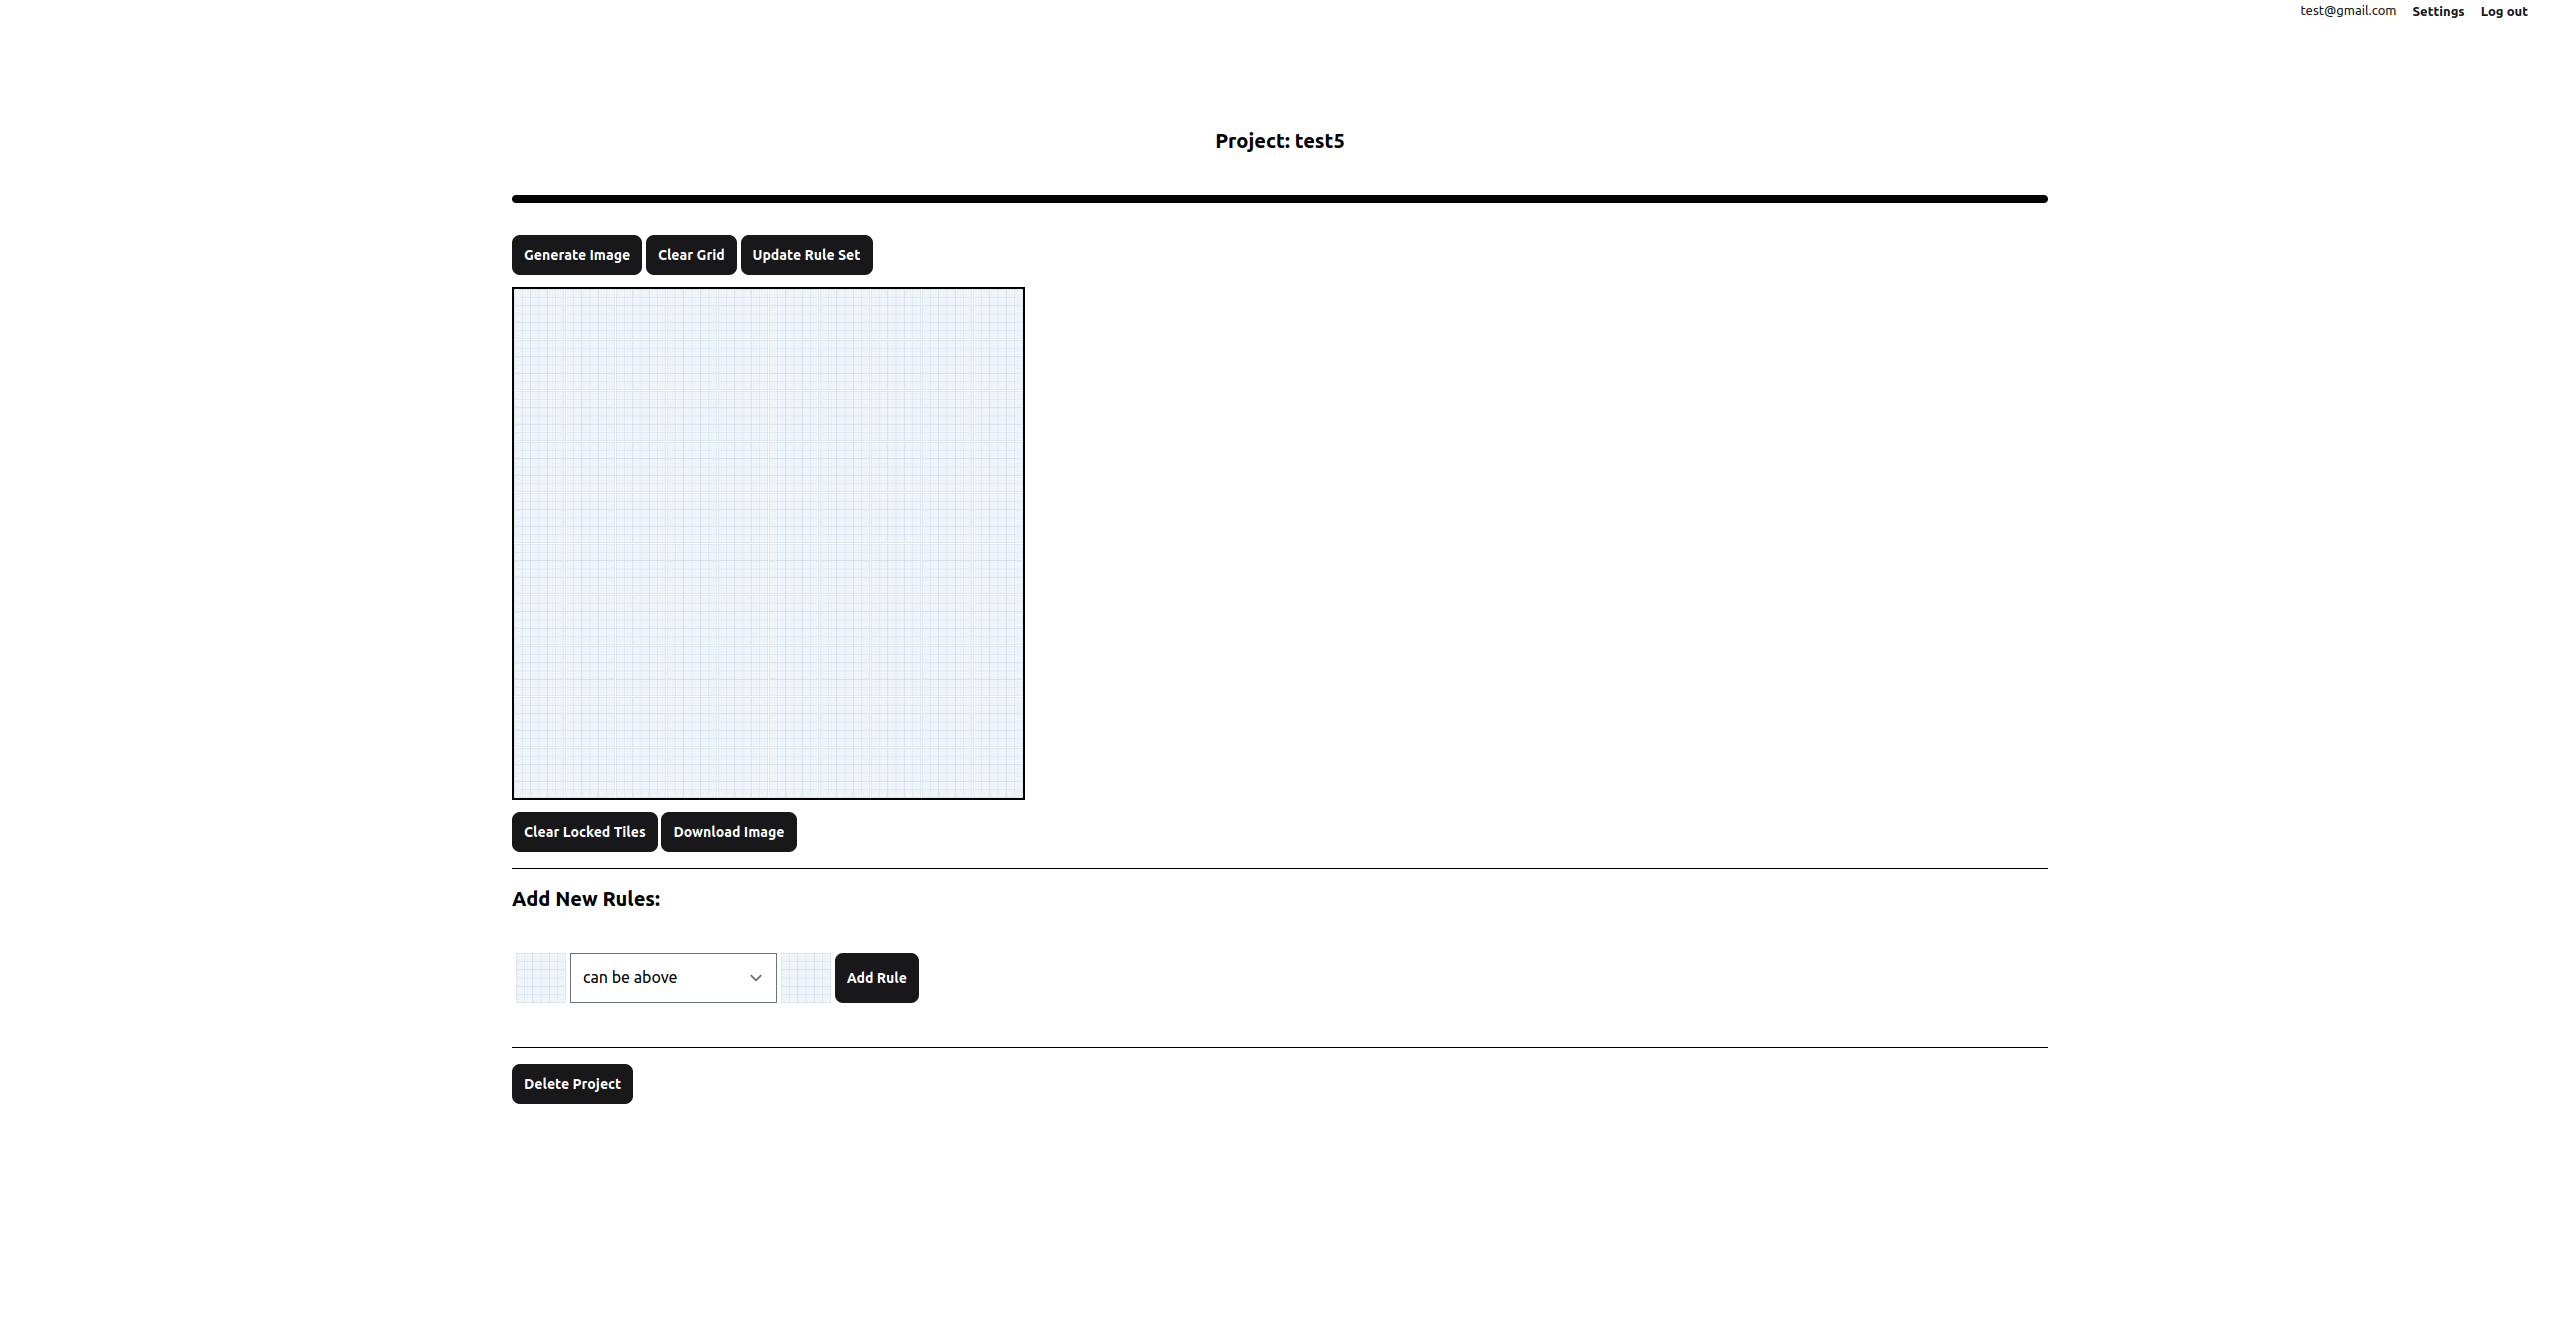 test@gmail.com Settings Log out
Project: test5
Generate Image Clear Grid Update Rule Set
Clear Locked Tiles Download Image
Add New Rules:
can be above Add Rule
Delete Project